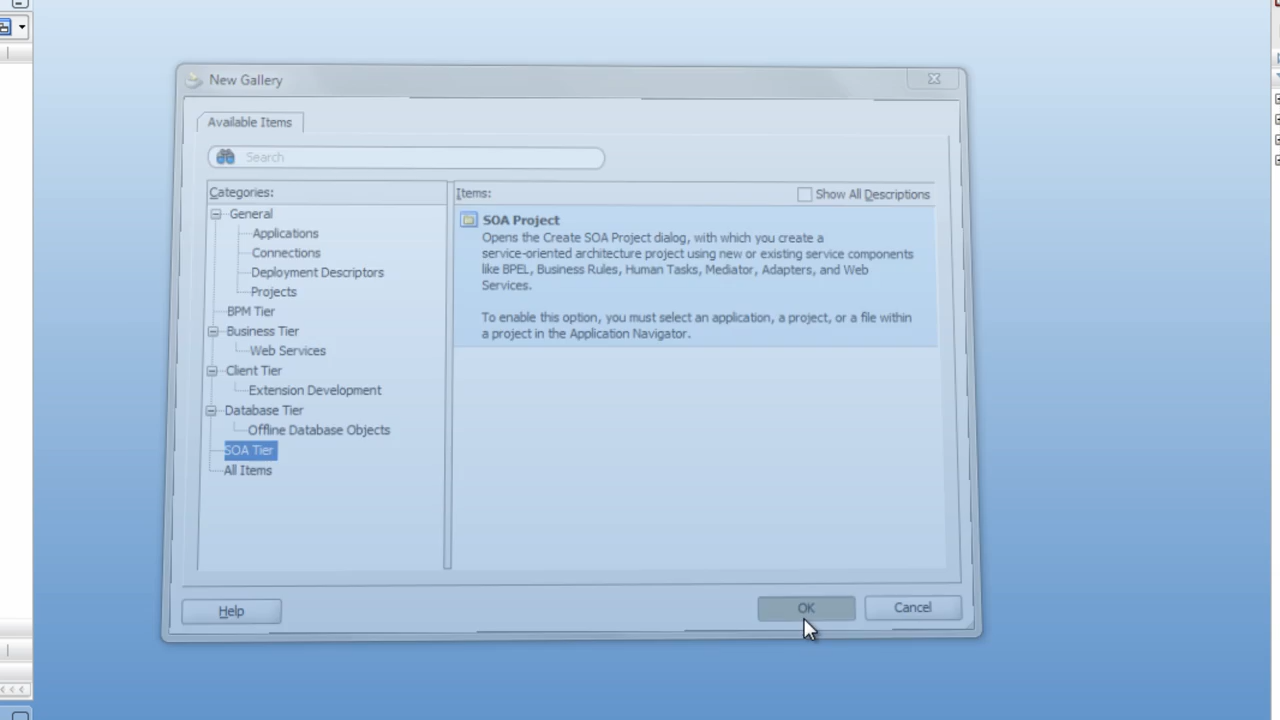 New Gallery
Available Items
Search
Categories:
General
Applications
Connections
Deployment Descriptors
Projects
BPM Tier
Business Tier
Web Services
Client Tier
Extension Development
Database Tier
Offline Database Objects
SOA Tier
All Items
Items:
Show All Descriptions
SOA Project
Opens the Create SOA Project dialog, with which you create a
service-oriented architecture project using new or existing service components
like BPEL, Business Rules, Human Tasks, Mediator, Adapters, and Web
Services.
To enable this option, you must select an application, a project, or a file within
a project in the Application Navigator.
Help
OK
Cancel